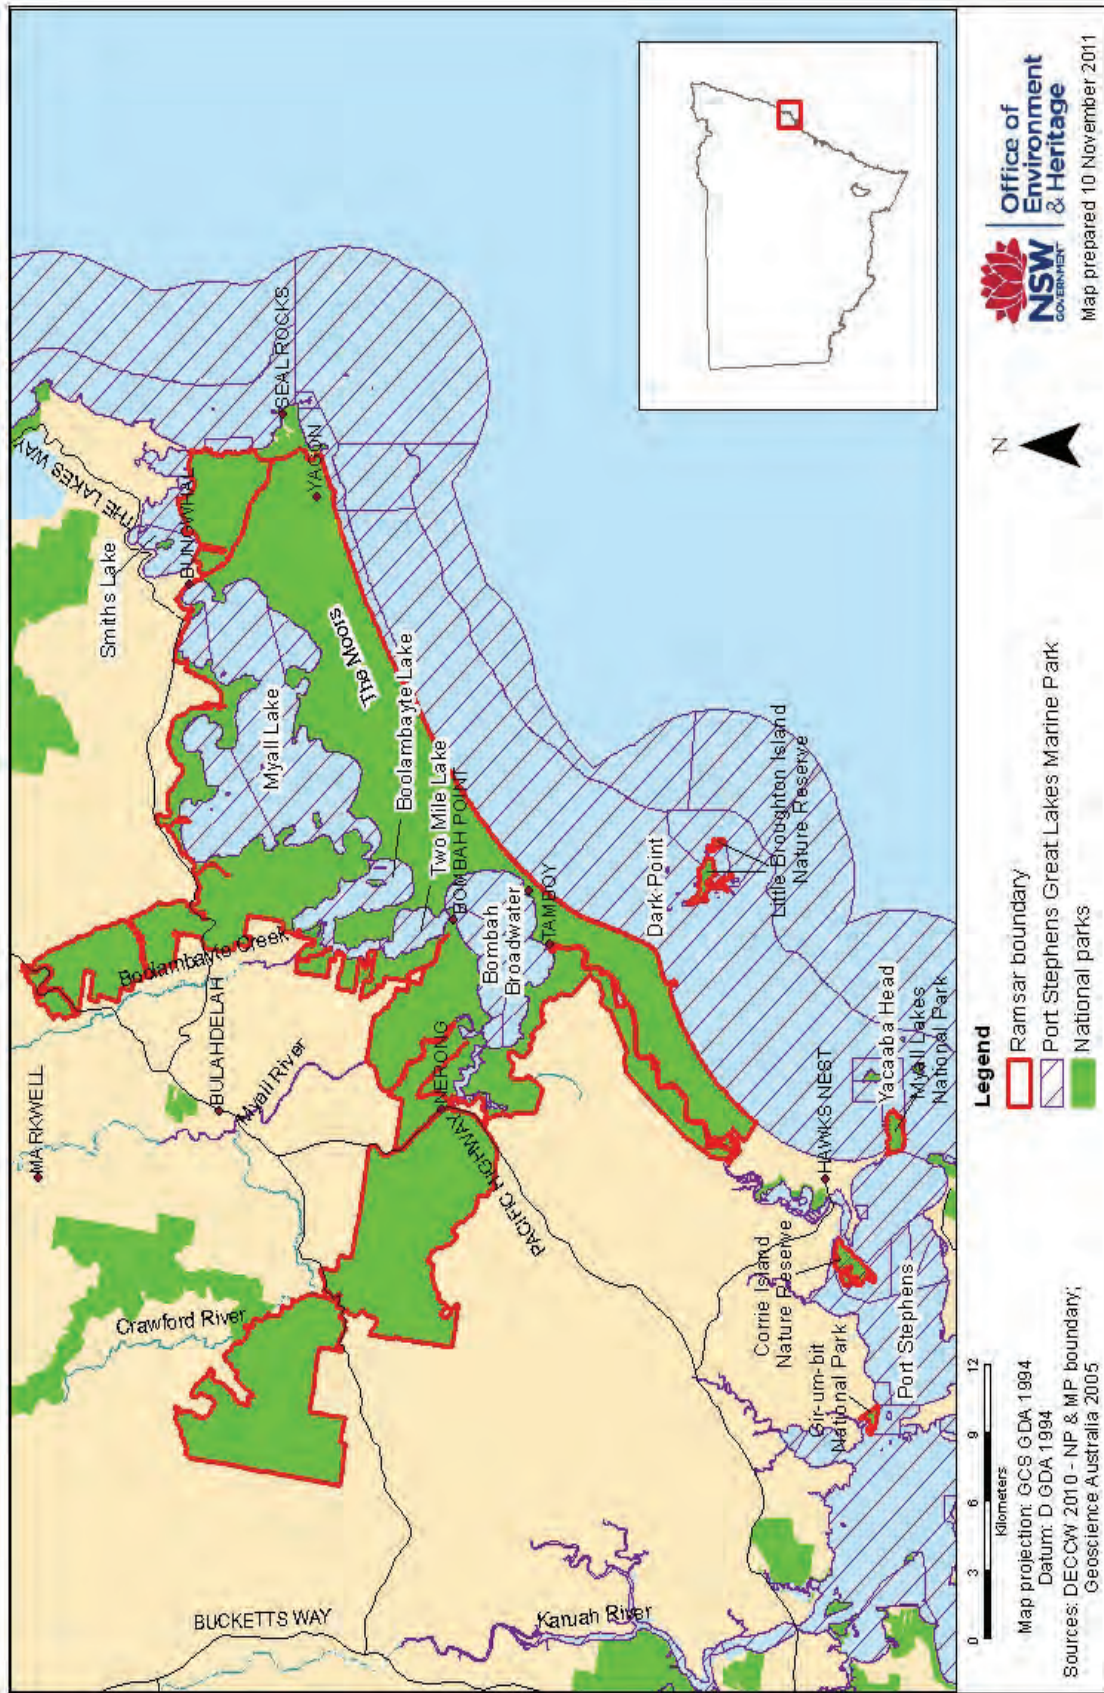 MARKWELL
BULAHDELAH
Boolambayte Creek
Myall River
Crawford River
BUCKETTS WAY
Karuah River
THE LAKES WAY
Smiths Lake
BUNGWHAL
SEAL ROCKS
YAGON
Myall Lake
The Moors
Boolambayte Lake
Two Mile Lake
BOMBAH POINT
Bombah
Broadwater
TAMBOY
NERONG
PACIFIC HIGHWAY
Dark Point
Little Broughton Island
Nature Reserve
HAWKS NEST
Yacaaba Head
Myall Lakes
National Park
Corrie Island
Nature Reserve
Gir-um-bit
National Park
Port Stephens
0 3 6 9 12
Kilometers
Map projection: GCS GDA 1994
Datum: D GDA 1994
Sources: DECCW 2010 - NP & MP boundary;
Geoscience Australia 2005
Legend
Ramsar boundary
Port Stephens Great Lakes Marine Park
National parks
N
NSW
GOVERNMENT
Office of
Environment
& Heritage
Map prepared 10 November 2011